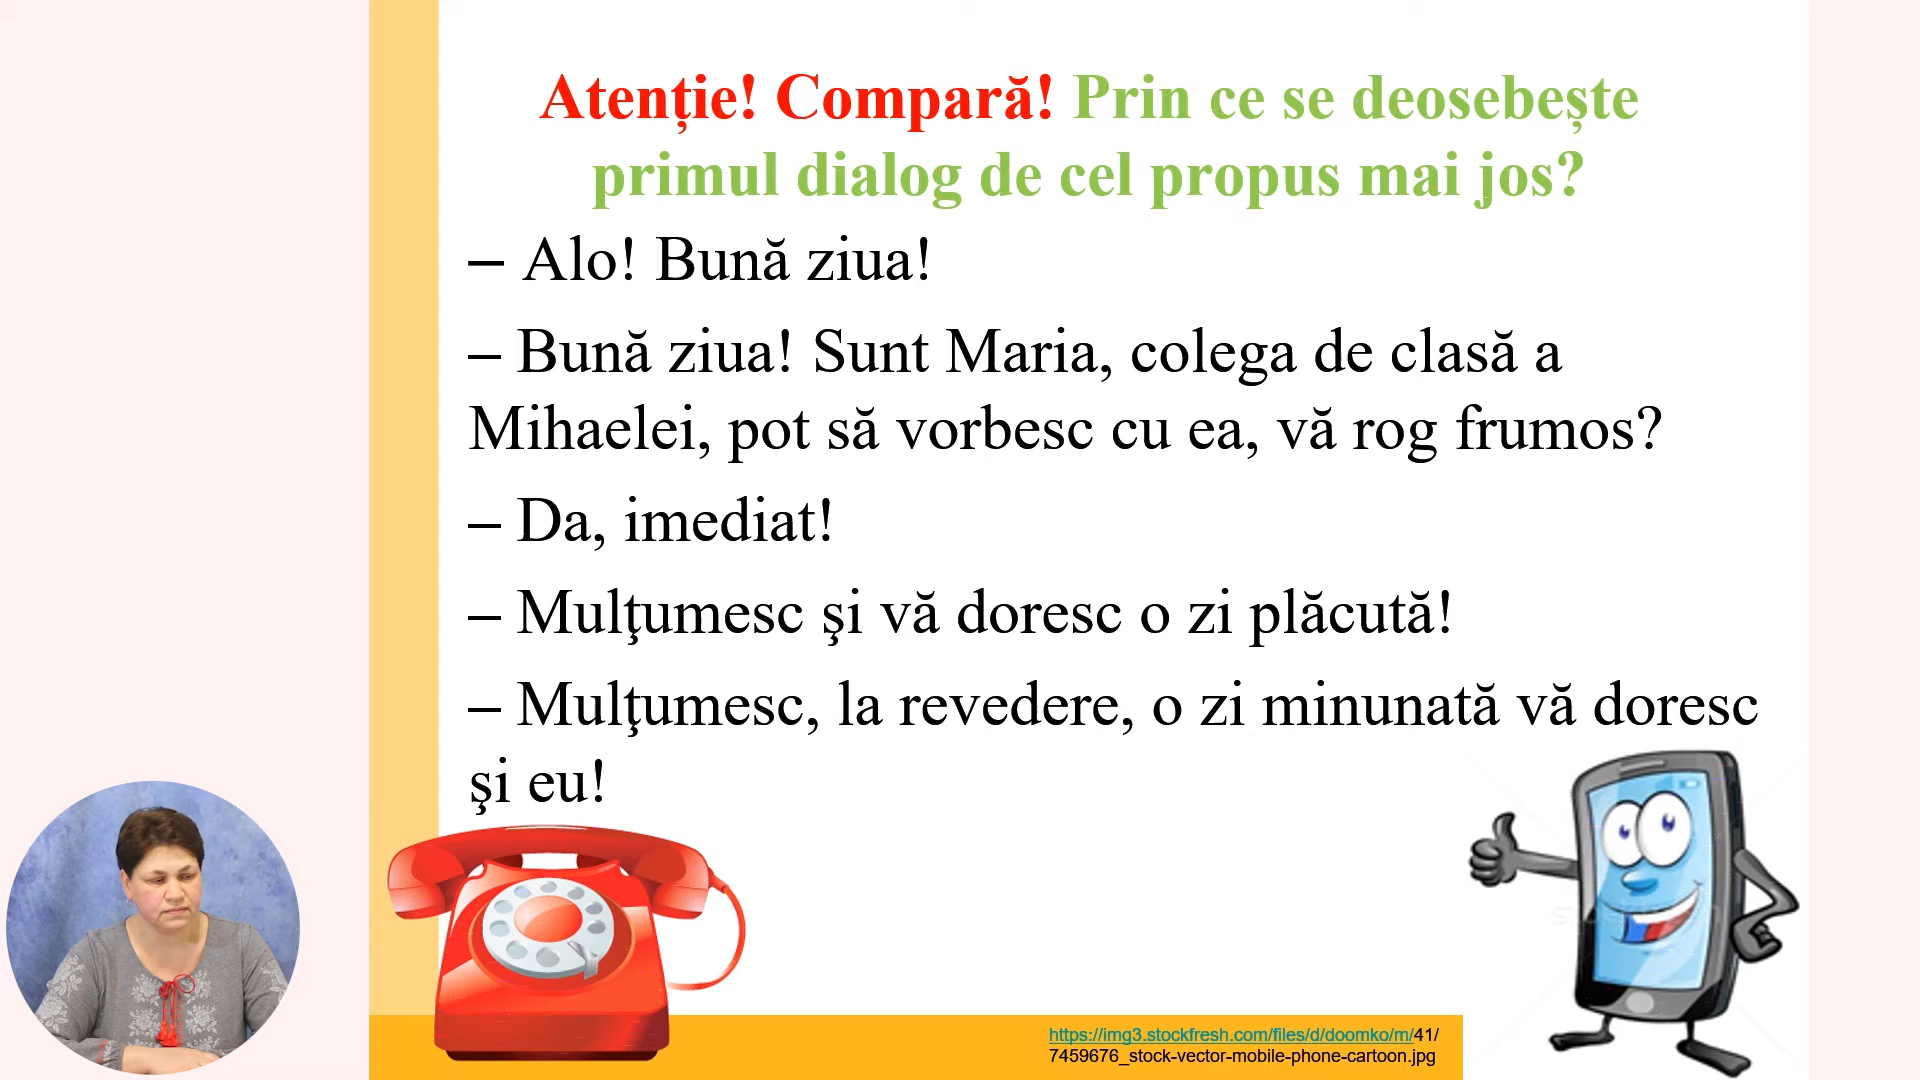 Atenție! Compară! Prin ce se deosebește
primul dialog de cel propus mai jos?
– Alo! Bună ziua!
– Bună ziua! Sunt Maria, colega de clasă a
Mihaelei, pot să vorbesc cu ea, vă rog frumos?
– Da, imediat!
– Mulţumesc şi vă doresc o zi plăcută!
– Mulţumesc, la revedere, o zi minunată vă doresc
şi eu!
https://img3.stockfresh.com/files/d/doomko/m/41/
7459676_stock-vector-mobile-phone-cartoon.jpg